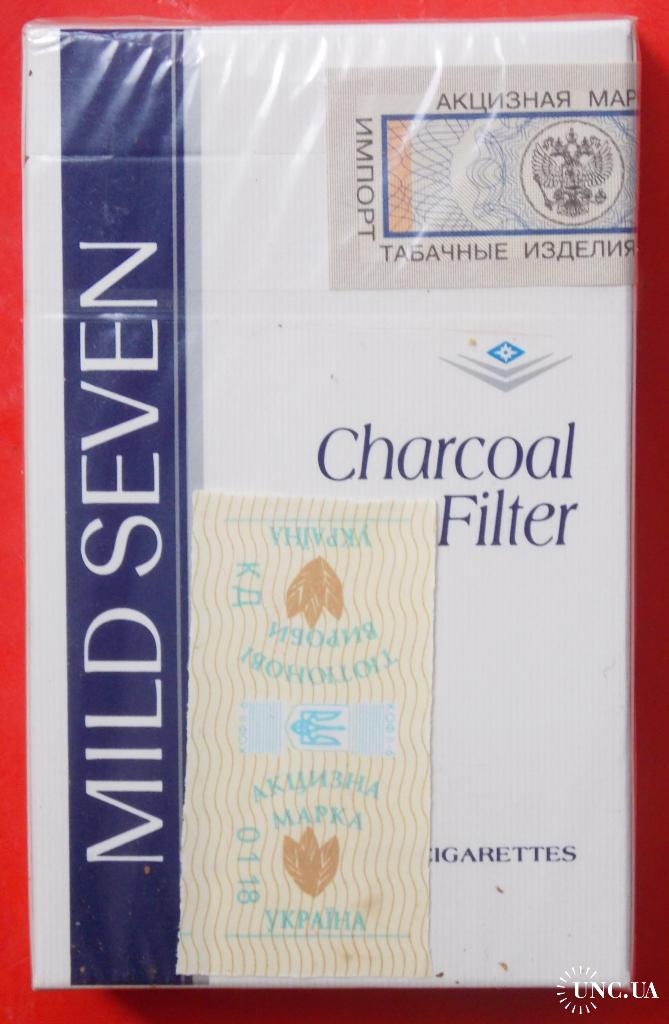 АКЦИЗНАЯ МАР
ИМПОРТ
ТАБАЧНЫЕ ИЗДЕЛИЯ
MILD SEVEN
Charcoal
Filter
УКРАЇНА
КД
ВИРОБИ
ТЮТЮНОВІ
АКЦИЗНА
МАРКА
0118
УКРАЇНА
CIGARETTES
UNC.UA